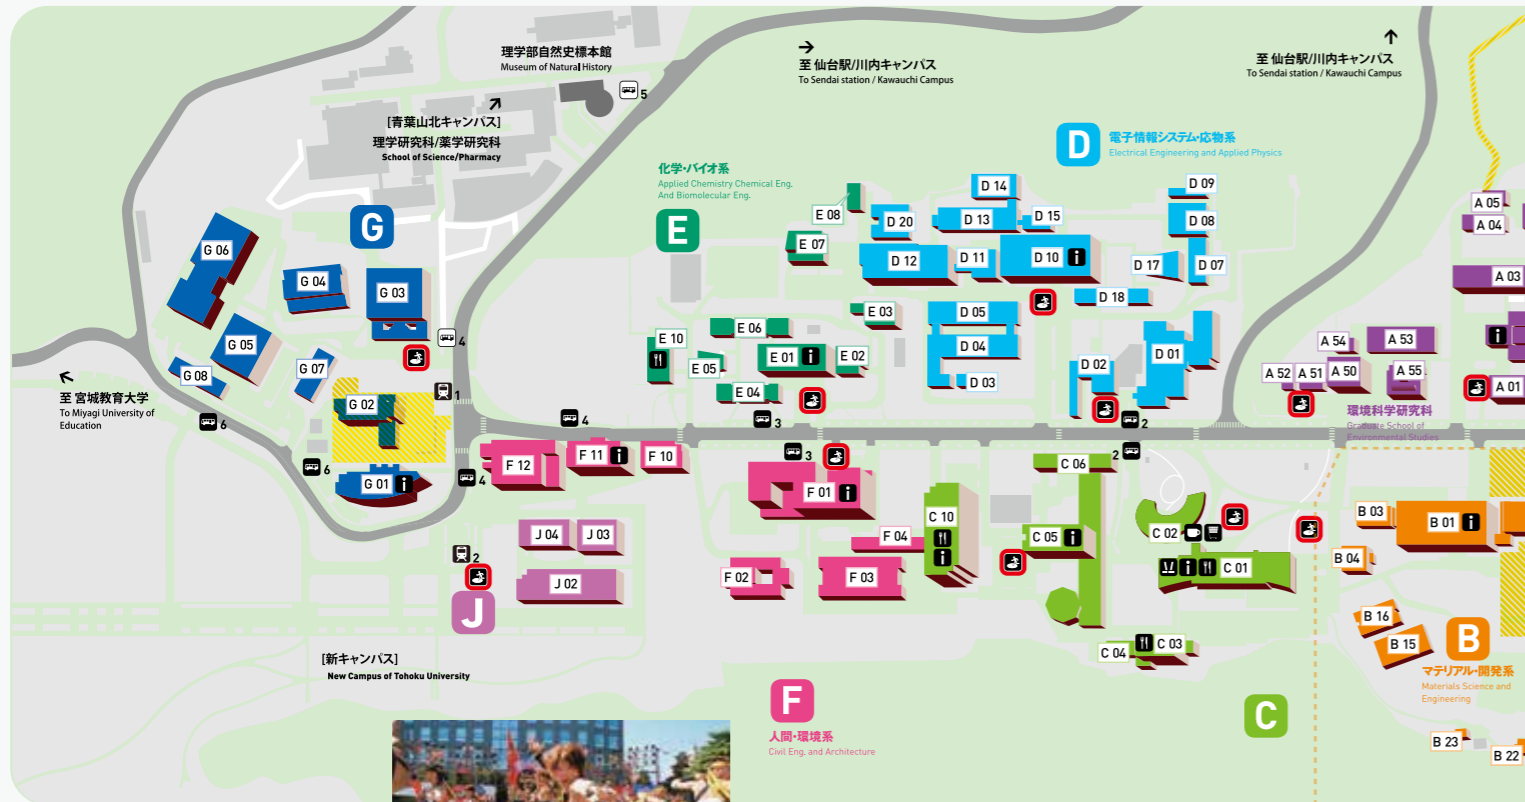 理学部自然史標本館
Museum of Natural History
5
[青葉山北キャンパス]
理学研究科/薬学研究科
School of Science/Pharmacy
→
至 仙台駅/川内キャンパス
To Sendai station / Kawauchi Campus
↑
至 仙台駅/川内キャンパス
To Sendai station / Kawauchi Campus
D
電子情報システム・応物系
Electrical Engineering and Applied Physics
化学・バイオ系
Applied Chemistry Chemical Eng.
And Biomolecular Eng.
E
G
G 06
G 04
G 03
G 05
G 08
G 07
G 02
G 01
4
1
6
6
4
4
至 宮城教育大学
To Miyagi University of
Education
E 08
E 07
E 03
E 06
E 10
E 05
E 01
E 02
E 04
3
3
D 14
D 09
D 20
D 13
D 15
D 08
D 12
D 11
D 10
D 17
D 07
D 18
D 05
D 04
D 03
D 02
D 01
2
2
A 05
A 04
A 03
A 54
A 53
A 52
A 51
A 50
A 55
A 01
環境科学研究科
Graduate School of
Environmental Studies
F 12
F 11
F 10
F 01
F 04
F 02
F 03
C 10
C 06
C 05
C 02
C 01
C 04
C 03
B 03
B 01
B 04
B 16
B 15
B
マテリアル・開発系
Materials Science and
Engineering
B 23
B 22
J 04
J 03
J 02
2
J
[新キャンパス]
New Campus of Tohoku University
F
人間・環境系
Civil Eng. and Architecture
C